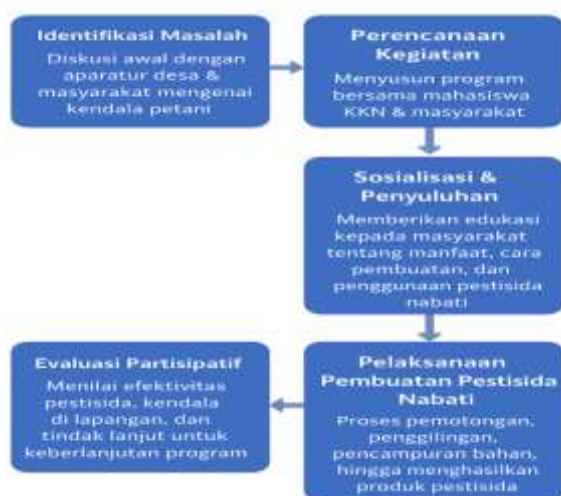 Identifikasi Masalah
Diskusi awal dengan
aparatur desa &
masyarakat mengenai
kendala petani
Perencanaan
Kegiatan
Menyusun program
bersama mahasiswa
KKN & masyarakat
Sosialisasi &
Penyuluhan
Memberikan edukasi
kepada masyarakat
tentang manfaat, cara
pembuatan, dan
penggunaan pestisida
nabati
Pelaksanaan
Pembuatan Pestisida
Nabati
Proses pemotongan,
penggilingan,
pencampuran bahan,
hingga menghasilkan
produk pestisida
Evaluasi Partisipatif
Menilai efektivitas
pestisida, kendala
di lapangan, dan
tindak lanjut untuk
keberlanjutan program